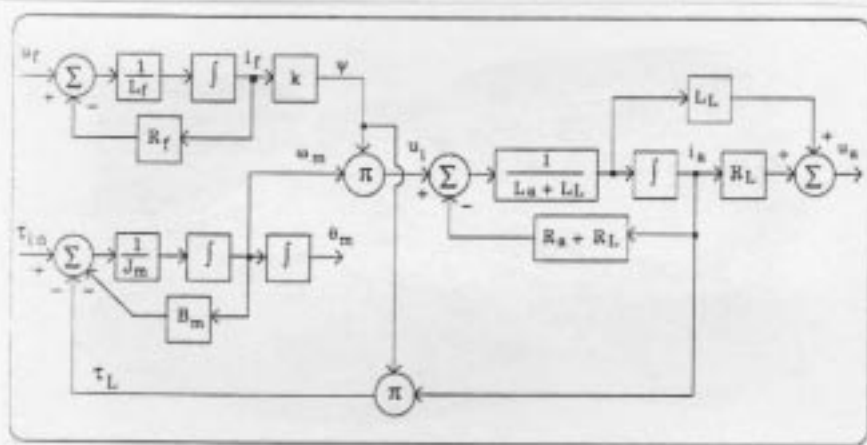 u_f
Σ
+
−
1/L_f
∫
i_f
k
ψ
R_f
L_L
ω_m
π
u_i
+
Σ
−
1/(L_a + L_L)
∫
i_a
R_L
+
+
Σ
u_a
R_a + R_L
τ_in
+
Σ
−
−
1/J_m
∫
∫
θ_m
B_m
τ_L
π